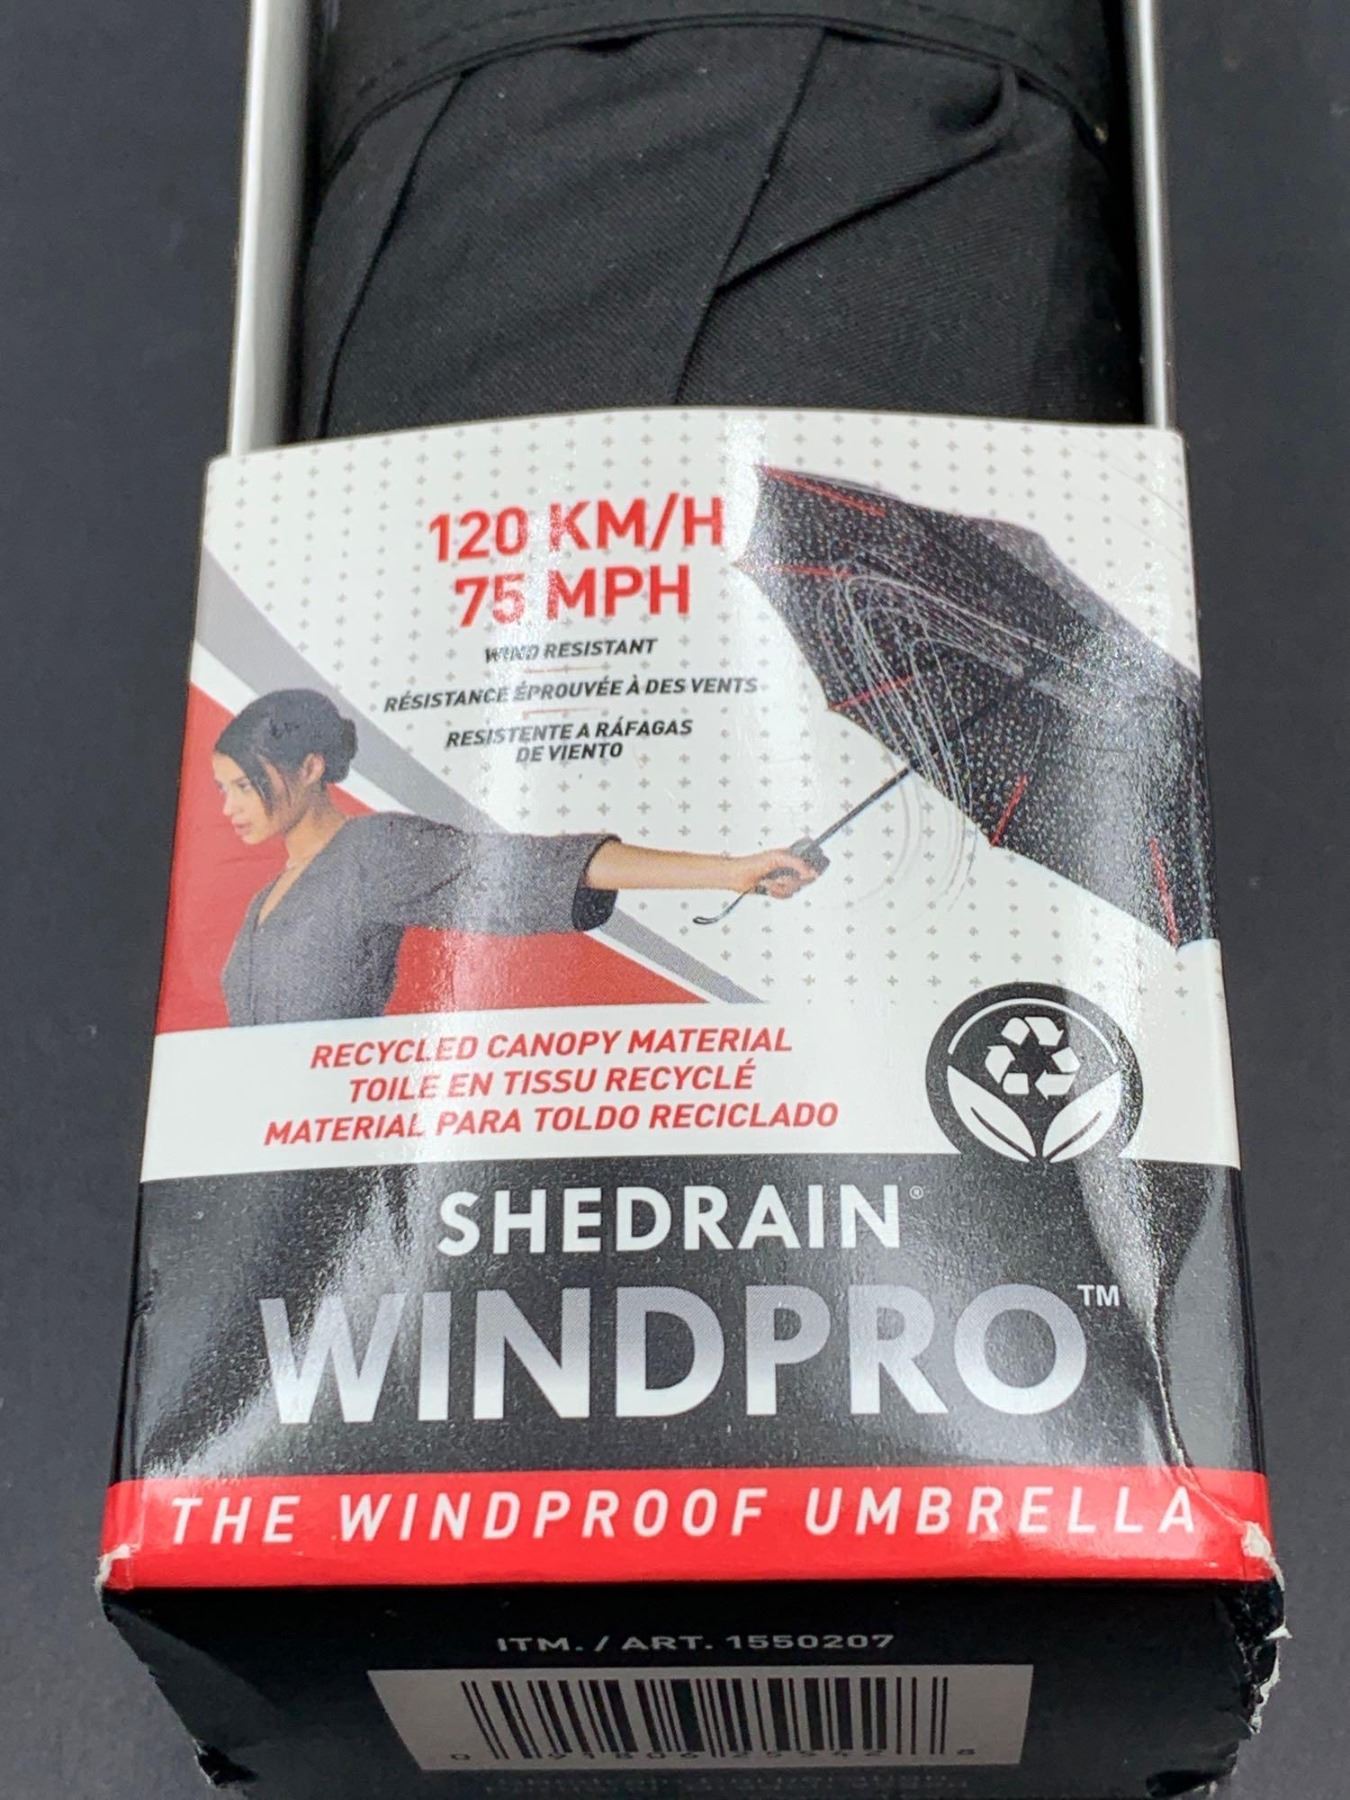 120 KM/H
75 MPH
WIND RESISTANT
RÉSISTANCE ÉPROUVÉE À DES VENTS
RESISTENTE A RÁFAGAS
DE VIENTO
RECYCLED CANOPY MATERIAL
TOILE EN TISSU RECYCLÉ
MATERIAL PARA TOLDO RECICLADO
SHEDRAIN®
WINDPRO™
THE WINDPROOF UMBRELLA
ITM. / ART. 1550207